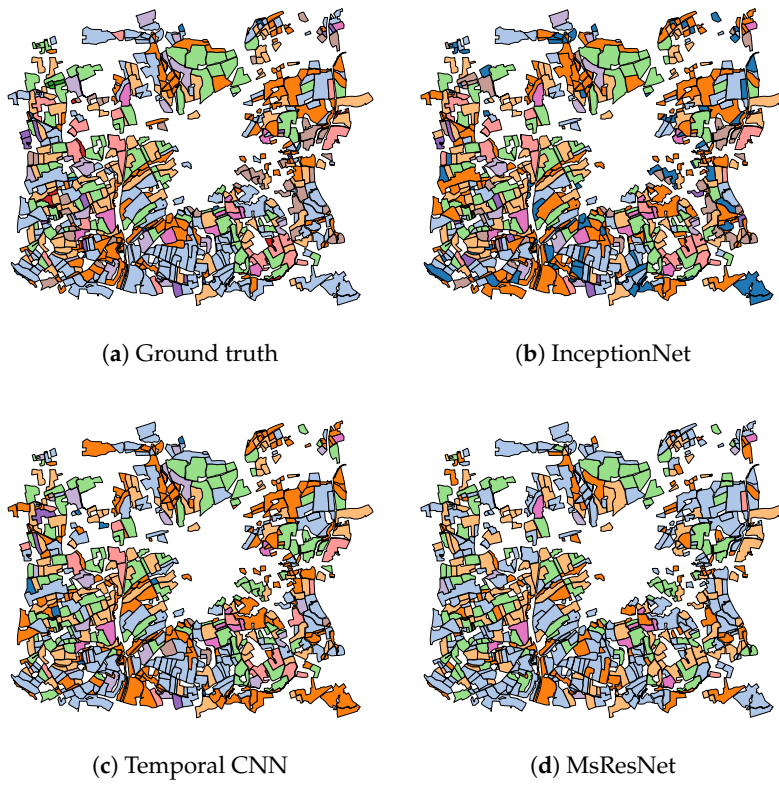 (a) Ground truth
(b) InceptionNet
(c) Temporal CNN
(d) MsResNet